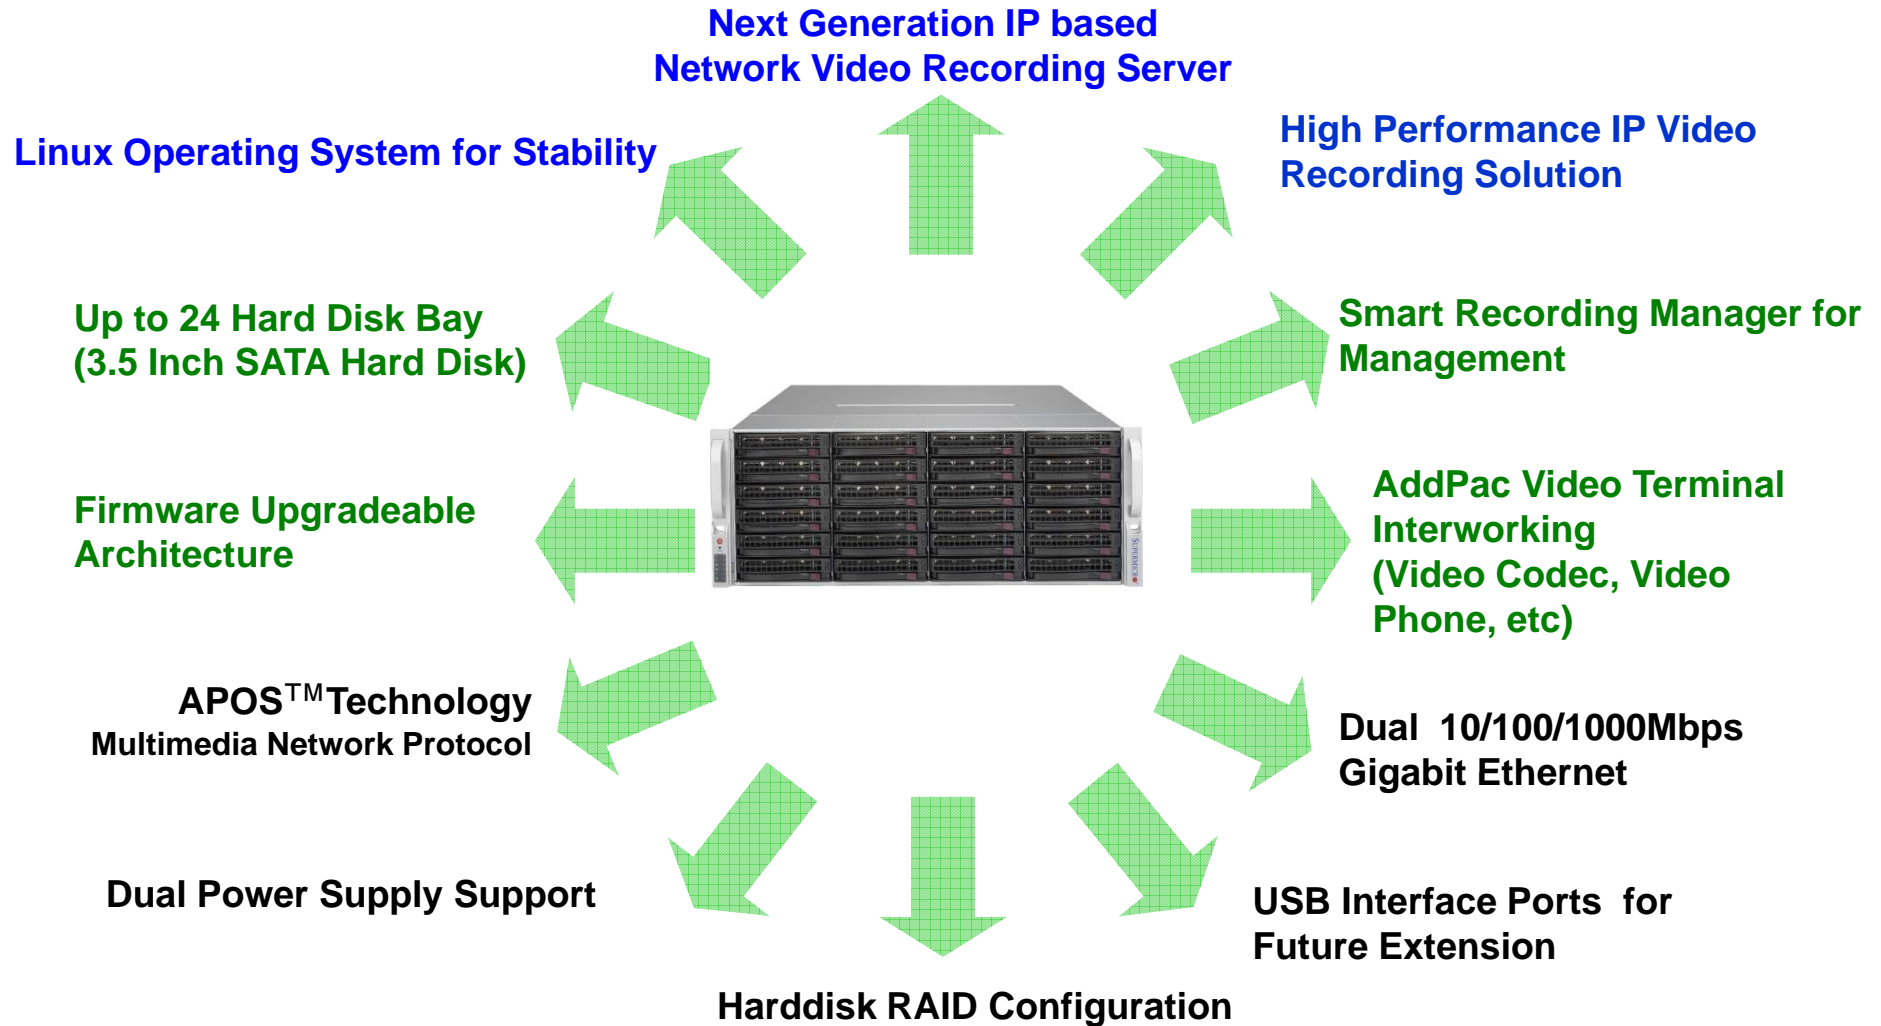 Next Generation IP based
Network Video Recording Server
Linux Operating System for Stability
High Performance IP Video
Recording Solution
Up to 24 Hard Disk Bay
(3.5 Inch SATA Hard Disk)
Smart Recording Manager for
Management
Firmware Upgradeable
Architecture
AddPac Video Terminal
Interworking
(Video Codec, Video
Phone, etc)
SUPERMICRO
APOS™Technology
Multimedia Network Protocol
Dual 10/100/1000Mbps
Gigabit Ethernet
Dual Power Supply Support
USB Interface Ports for
Future Extension
Harddisk RAID Configuration